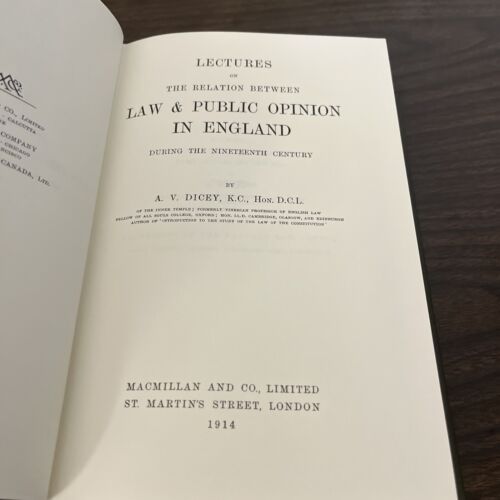 CO., LIMITED
CALCUTTA
COMPANY
CHICAGO
CANADA, LTD.
LECTURES
ON
THE RELATION BETWEEN
LAW & PUBLIC OPINION
IN ENGLAND
DURING THE NINETEENTH CENTURY
BY
A. V. DICEY, K.C., HON. D.C.L.
OF THE INNER TEMPLE; FORMERLY VINERIAN PROFESSOR OF ENGLISH LAW
FELLOW OF ALL SOULS COLLEGE, OXFORD; HON. LL.D. CAMBRIDGE, GLASGOW, AND EDINBURGH
AUTHOR OF "INTRODUCTION TO THE STUDY OF THE LAW OF THE CONSTITUTION"
MACMILLAN AND CO., LIMITED
ST. MARTIN'S STREET, LONDON
1914